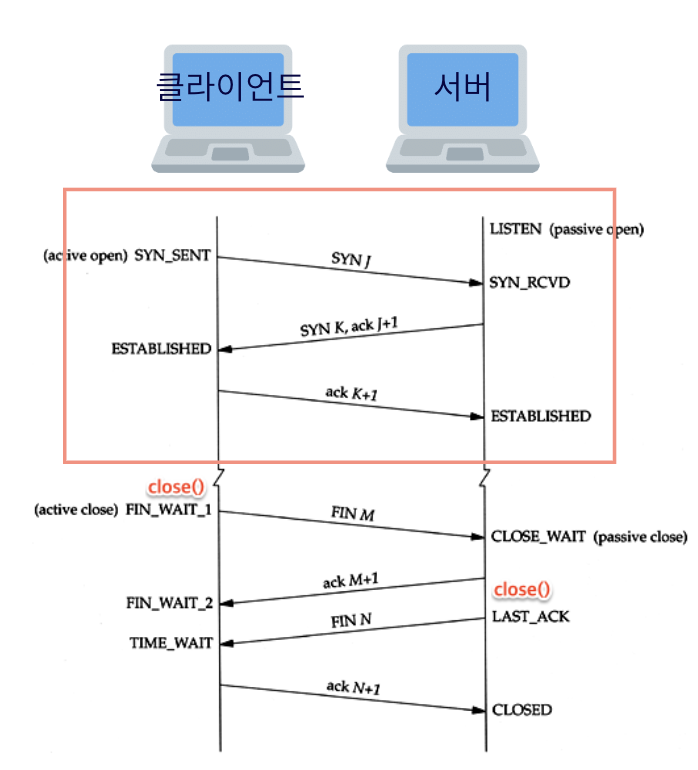 클라이언트
서버
LISTEN (passive open)
(active open) SYN_SENT
SYN J
SYN_RCVD
SYN K, ack J+1
ESTABLISHED
ack K+1
ESTABLISHED
close()
(active close) FIN_WAIT_1
FIN M
CLOSE_WAIT (passive close)
ack M+1
close()
FIN_WAIT_2
FIN N
LAST_ACK
TIME_WAIT
ack N+1
CLOSED